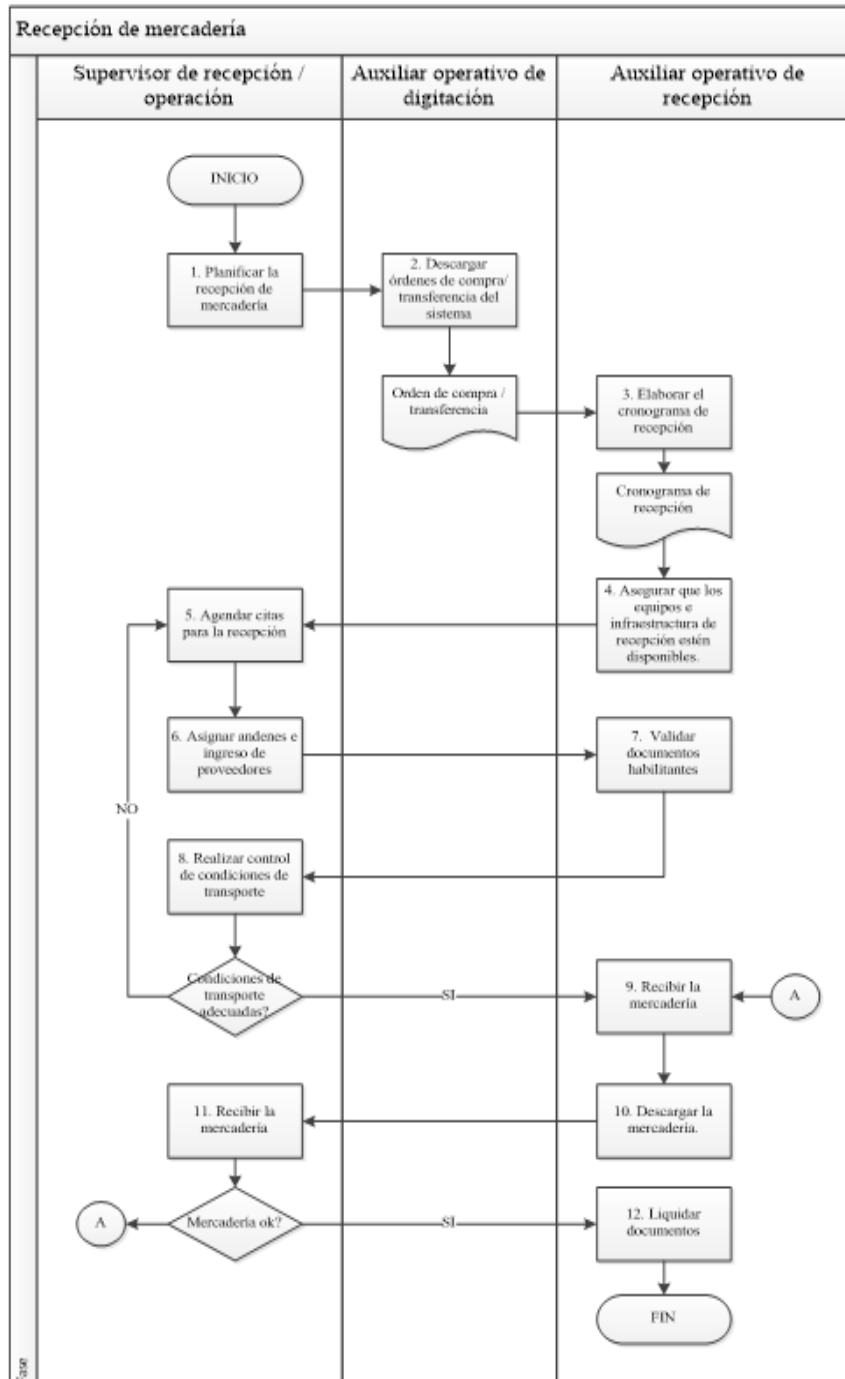 Recepción de mercadería
Supervisor de recepción /
operación
Auxiliar operativo de
digitación
Auxiliar operativo de
recepción
INICIO
1. Planificar la
recepción de
mercadería
2. Descargar
órdenes de compra/
transferencia del
sistema
Orden de compra /
transferencia
3. Elaborar el
cronograma de
recepción
Cronograma de
recepción
4. Asegurar que los
equipos e
infraestructura de
recepción estén
disponibles.
5. Agendar citas
para la recepción
6. Asignar andenes e
ingreso de
proveedores
7. Validar
documentos
habilitantes
NO
8. Realizar control
de condiciones de
transporte
Condiciones de
transporte
adecuadas?
SI
9. Recibir la
mercadería
A
10. Descargar la
mercadería.
11. Recibir la
mercadería
A
Mercadería ok?
SI
12. Liquidar
documentos
FIN